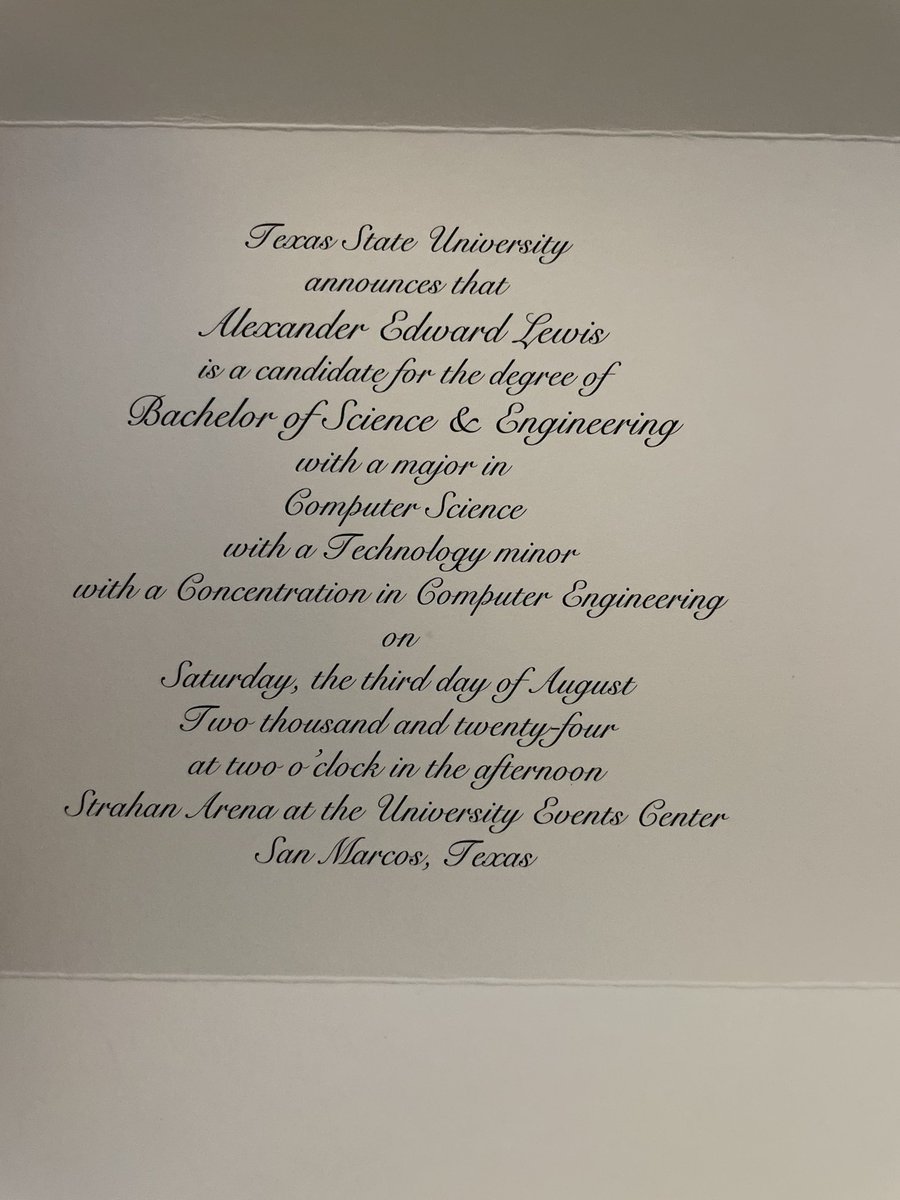 Texas State University
announces that
Alexander Edward Lewis
is a candidate for the degree of
Bachelor of Science & Engineering
with a major in
Computer Science
with a Technology minor
with a Concentration in Computer Engineering
on
Saturday, the third day of August
Two thousand and twenty-four
at two o'clock in the afternoon
Strahan Arena at the University Events Center
San Marcos, Texas